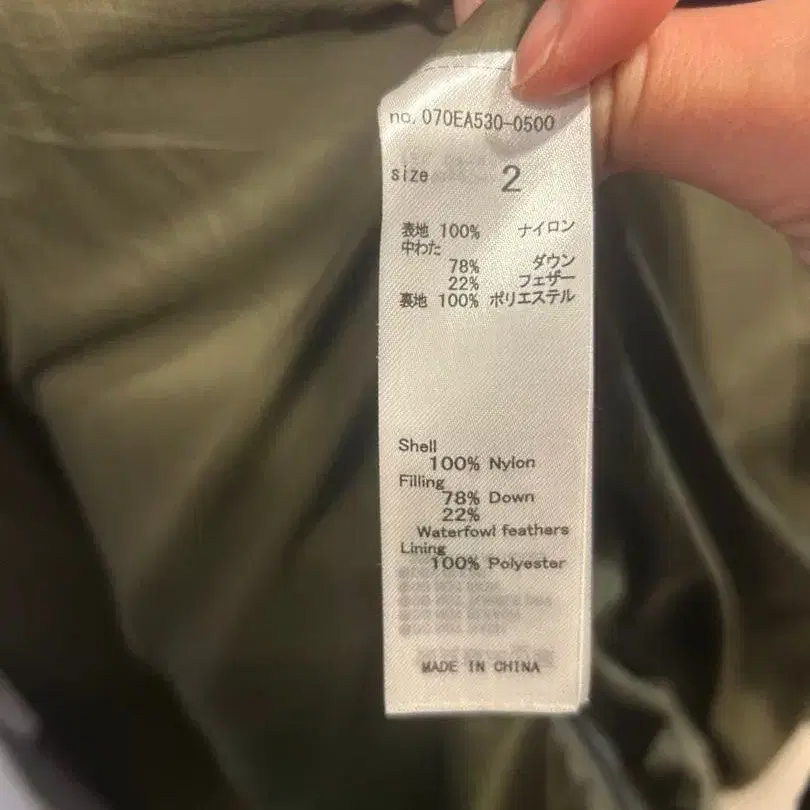 no. 070EA530-0500
size 2
表地 100% ナイロン
中わた
78% ダウン
22% フェザー
裏地 100% ポリエステル
Shell
100% Nylon
Filling
78% Down
22%
Waterfowl feathers
Lining
100% Polyester
MADE IN CHINA